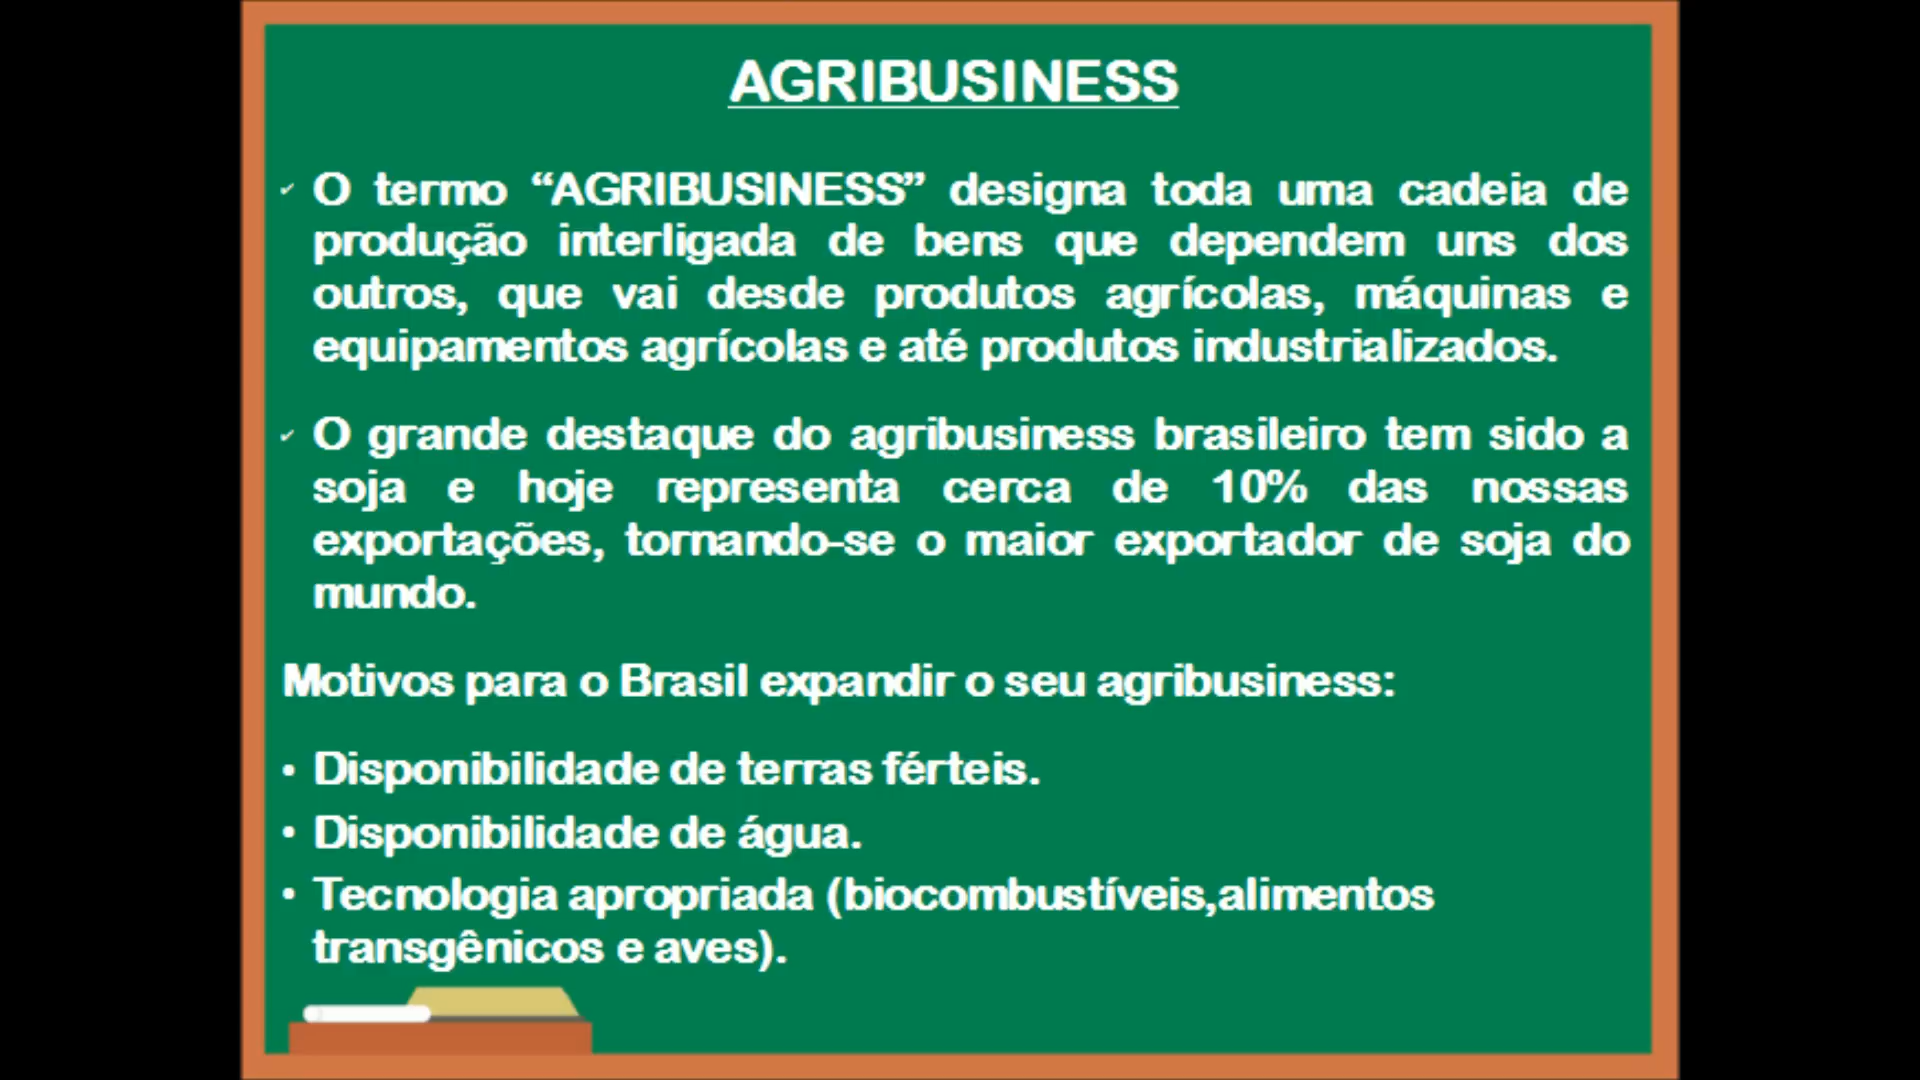 AGRIBUSINESS
✓ O termo “AGRIBUSINESS” designa toda uma cadeia de
produção interligada de bens que dependem uns dos
outros, que vai desde produtos agrícolas, máquinas e
equipamentos agrícolas e até produtos industrializados.
✓ O grande destaque do agribusiness brasileiro tem sido a
soja e hoje representa cerca de 10% das nossas
exportações, tornando-se o maior exportador de soja do
mundo.
Motivos para o Brasil expandir o seu agribusiness:
• Disponibilidade de terras férteis.
• Disponibilidade de água.
• Tecnologia apropriada (biocombustíveis,alimentos
transgênicos e aves).